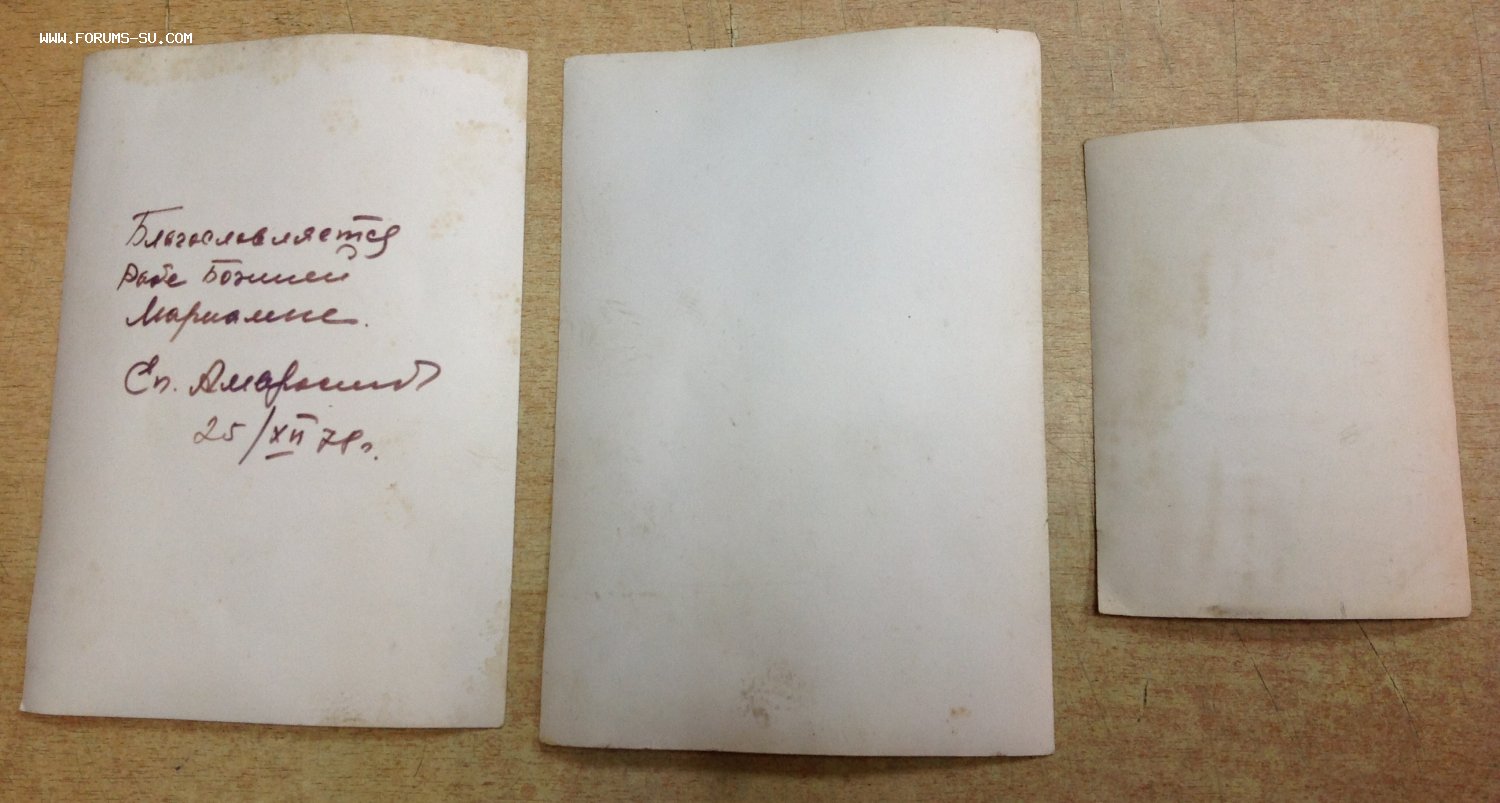 WWW.FORUMS-SU.COM
Благословляется
рабе Божией
Марианне.
Еп. Амвросий
25/XII 78г.